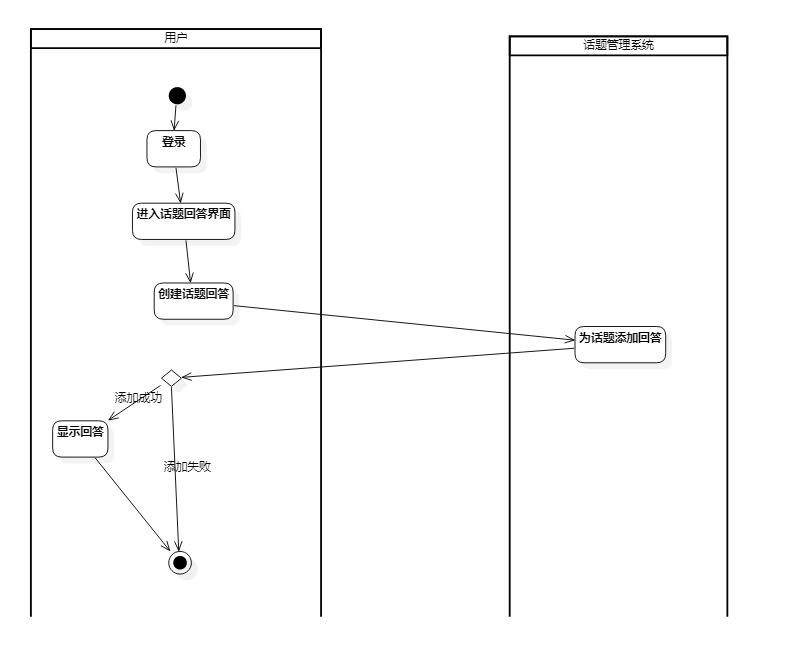 用户
话题管理系统
登录
进入话题回答界面
创建话题回答
为话题添加回答
添加成功
显示回答
添加失败